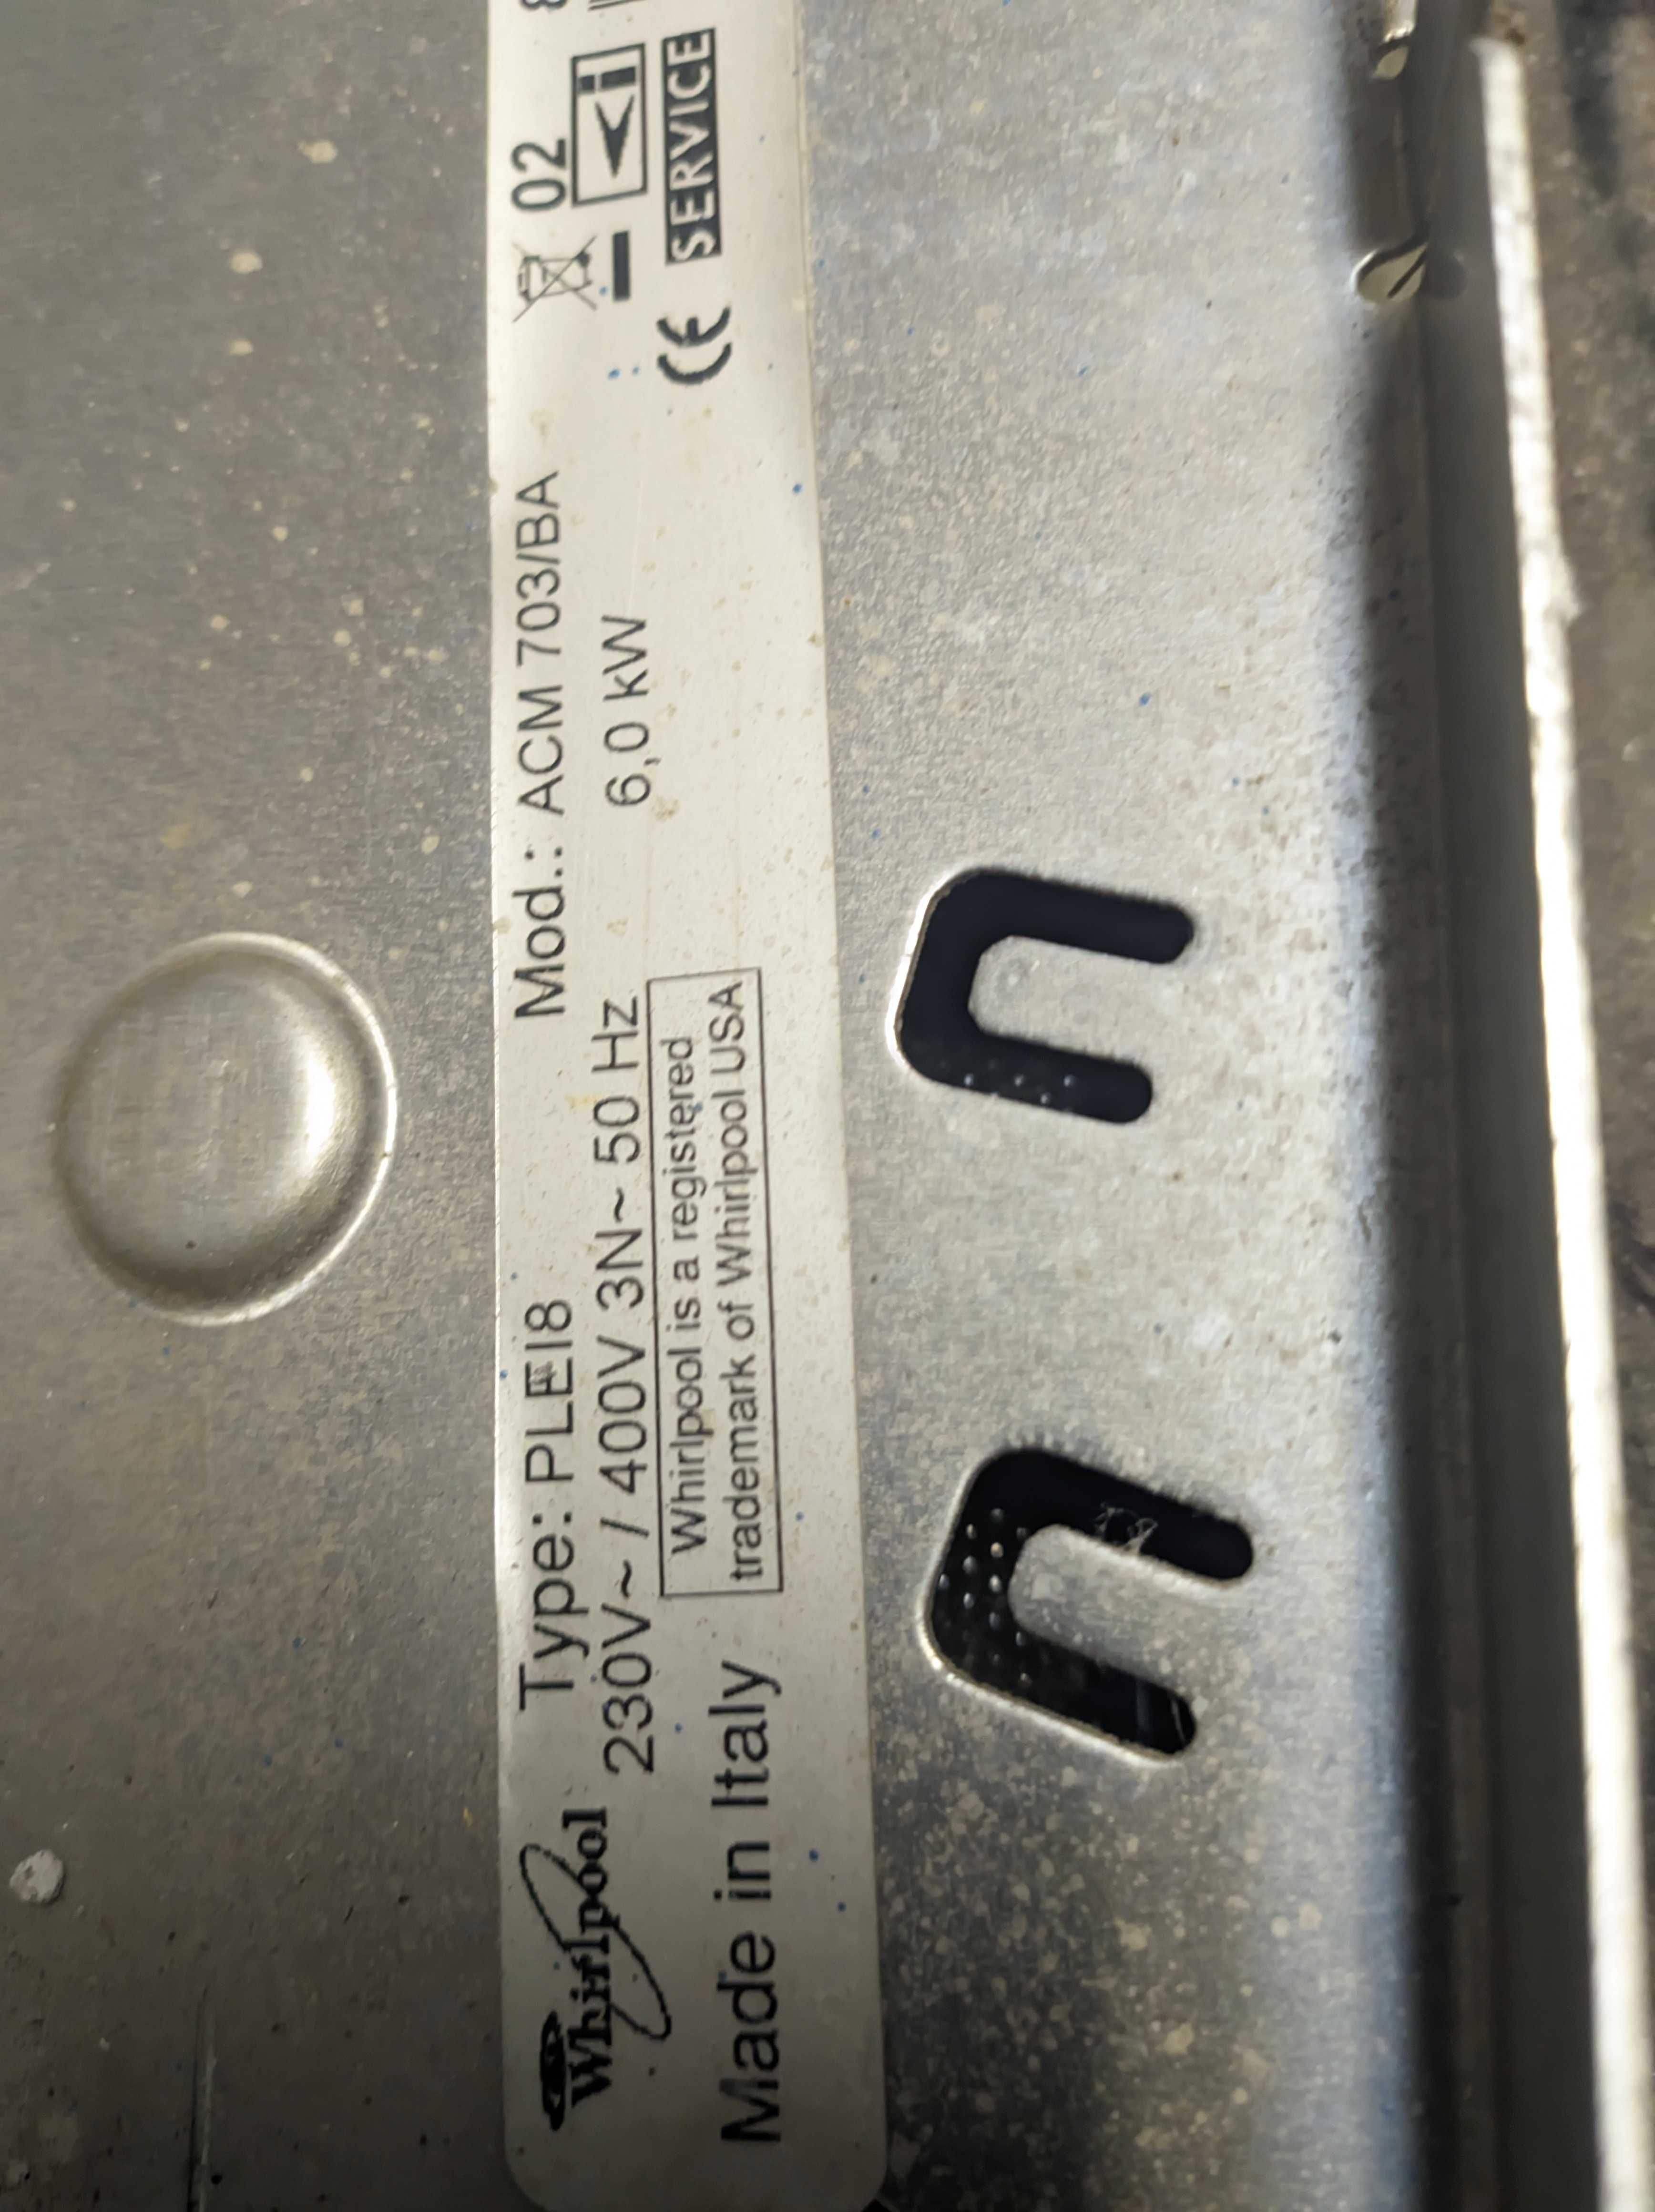 Whirlpool
Type: PLEI8 Mod.: ACM 703/BA 02
230V~ / 400V 3N~ 50 Hz 6,0 kW
Made in Italy
Whirlpool is a registered
trademark of Whirlpool USA
CE SERVICE
i